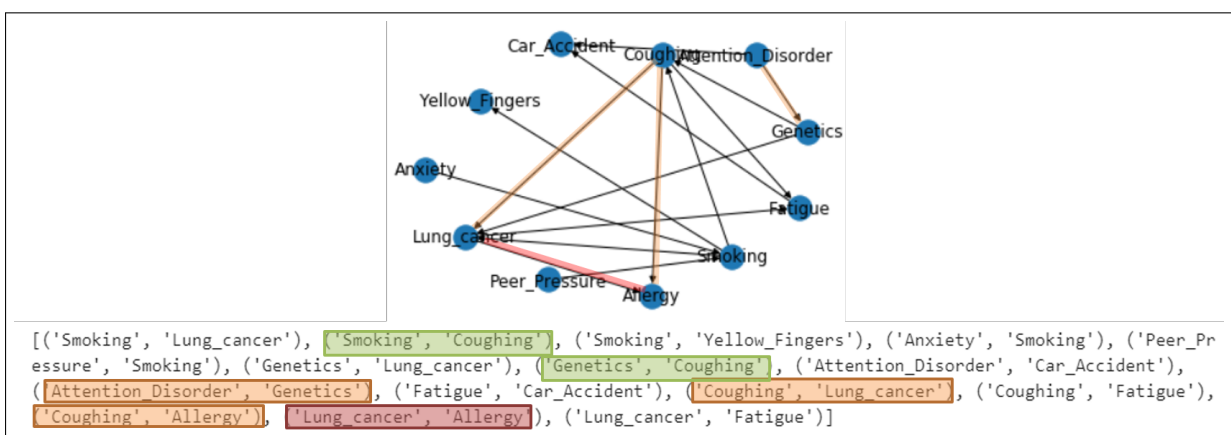 Car_Accident
Coughing
Attention_Disorder
Yellow_Fingers
Genetics
Anxiety
Fatigue
Lung_cancer
Smoking
Peer_Pressure
Allergy
[('Smoking', 'Lung_cancer'), ('Smoking', 'Coughing'), ('Smoking', 'Yellow_Fingers'), ('Anxiety', 'Smoking'), ('Peer_Pr
essure', 'Smoking'), ('Genetics', 'Lung_cancer'), ('Genetics', 'Coughing'), ('Attention_Disorder', 'Car_Accident'),
('Attention_Disorder', 'Genetics'), ('Fatigue', 'Car_Accident'), ('Coughing', 'Lung_cancer'), ('Coughing', 'Fatigue'),
('Coughing', 'Allergy'), ('Lung_cancer', 'Allergy'), ('Lung_cancer', 'Fatigue')]